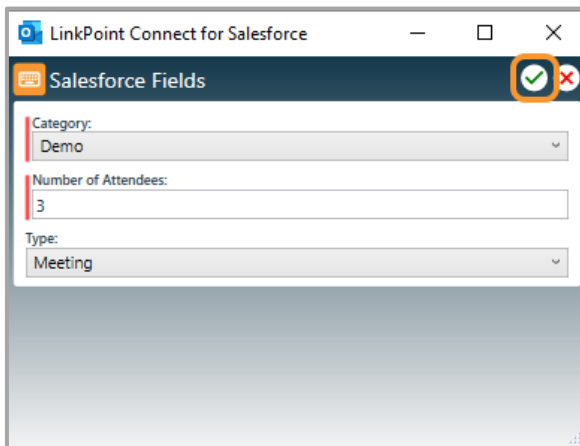 LinkPoint Connect for Salesforce
Salesforce Fields
Category:
Demo
Number of Attendees:
3
Type:
Meeting